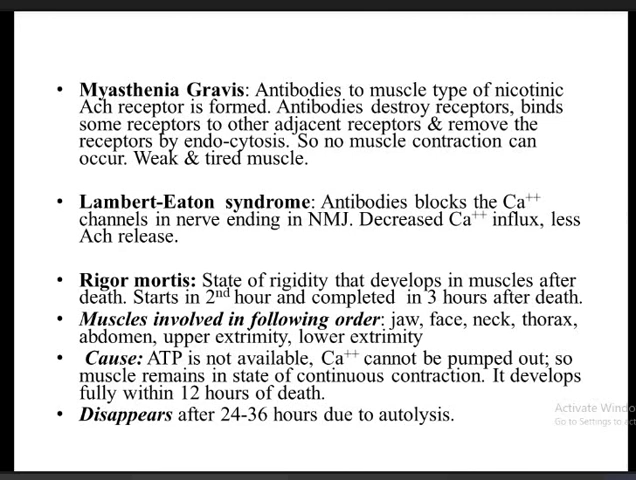 • Myasthenia Gravis: Antibodies to muscle type of nicotinic
Ach receptor is formed. Antibodies destroy receptors, binds
some receptors to other adjacent receptors & remove the
receptors by endo-cytosis. So no muscle contraction can
occur. Weak & tired muscle.
• Lambert-Eaton syndrome: Antibodies blocks the Ca++
channels in nerve ending in NMJ. Decreased Ca++ influx, less
Ach release.
• Rigor mortis: State of rigidity that develops in muscles after
death. Starts in 2nd hour and completed in 3 hours after death.
• Muscles involved in following order: jaw, face, neck, thorax,
abdomen, upper extrimity, lower extrimity
• Cause: ATP is not available, Ca++ cannot be pumped out; so
muscle remains in state of continuous contraction. It develops
fully within 12 hours of death.
• Disappears after 24-36 hours due to autolysis.
Activate Windo
Go to Settings to act